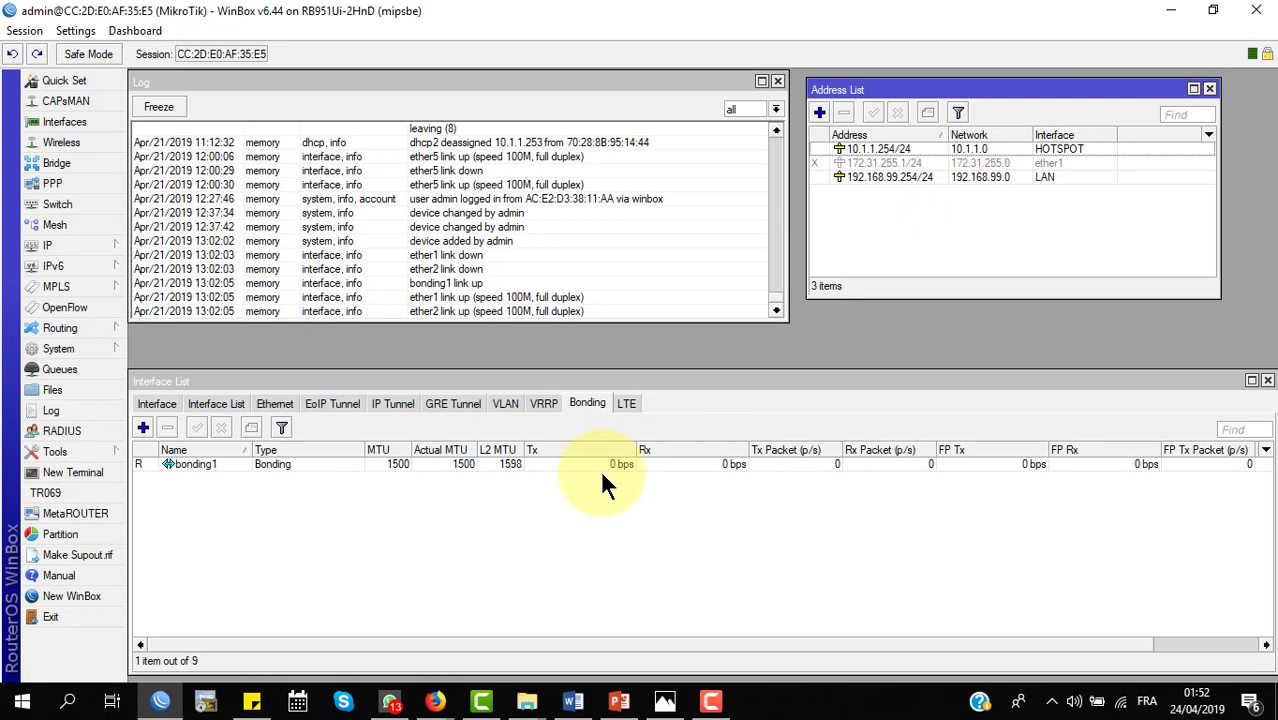 admin@CC:2D:E0:AF:35:E5 (MikroTik) - WinBox v6.44 on RB951Ui-2HnD (mipsbe)
Session Settings Dashboard
Safe Mode Session: CC:2D:E0:AF:35:E5
RouterOS WinBox
Quick Set
CAPsMAN
Interfaces
Wireless
Bridge
PPP
Switch
Mesh
IP
IPv6
MPLS
OpenFlow
Routing
System
Queues
Files
Log
RADIUS
Tools
New Terminal
TR069
MetaROUTER
Partition
Make Supout.rif
Manual
New WinBox
Exit
Log
Freeze all
leaving (8)
Apr/21/2019 11:12:32 memory dhcp, info dhcp2 deassigned 10.1.1.253 from 70:28:8B:95:14:44
Apr/21/2019 12:00:06 memory interface, info ether5 link up (speed 100M, full duplex)
Apr/21/2019 12:00:29 memory interface, info ether5 link down
Apr/21/2019 12:00:30 memory interface, info ether5 link up (speed 100M, full duplex)
Apr/21/2019 12:27:46 memory system, info, account user admin logged in from AC:E2:D3:38:11:AA via winbox
Apr/21/2019 12:37:34 memory system, info device changed by admin
Apr/21/2019 12:37:42 memory system, info device changed by admin
Apr/21/2019 13:02:02 memory system, info device added by admin
Apr/21/2019 13:02:03 memory interface, info ether1 link down
Apr/21/2019 13:02:03 memory interface, info ether2 link down
Apr/21/2019 13:02:05 memory interface, info bonding1 link up
Apr/21/2019 13:02:05 memory interface, info ether1 link up (speed 100M, full duplex)
Apr/21/2019 13:02:05 memory interface, info ether2 link up (speed 100M, full duplex)
Address List
Find
Address Network Interface
10.1.1.254/24 10.1.1.0 HOTSPOT
X 172.31.255.1/24 172.31.255.0 ether1
192.168.99.254/24 192.168.99.0 LAN
3 items
Interface List
Interface Interface List Ethernet EoIP Tunnel IP Tunnel GRE Tunnel VLAN VRRP Bonding LTE
Find
Name Type MTU Actual MTU L2 MTU Tx Rx Tx Packet (p/s) Rx Packet (p/s) FP Tx FP Rx FP Tx Packet (p/s)
R bonding1 Bonding 1500 1500 1598 0 bps 0 bps 0 0 0 bps 0 bps 0
1 item out of 9
13
FRA
01:52
24/04/2019
6